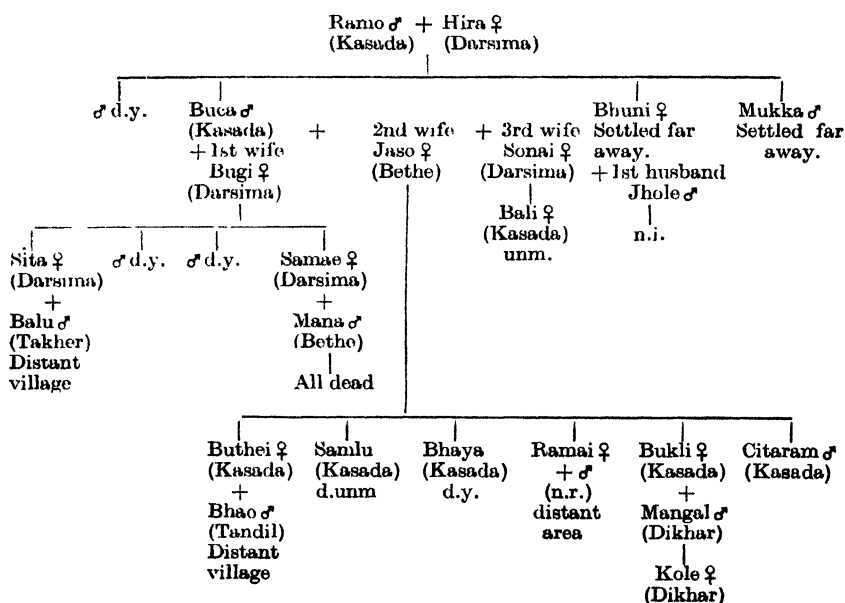 Ramo ♂ + Hira ♀
(Kasada) (Darsima)
♂ d.y.
Buca ♂
(Kasada)
+ 1st wife
Bugi ♀
(Darsima)
+
2nd wife
Jaso ♀
(Bethe)
+ 3rd wife
Sonai ♀
(Darsima)
Bali ♀
(Kasada)
unm.
Bhuni ♀
Settled far
away.
+ 1st husband
Jhole ♂
n.i.
Mukka ♂
Settled far
away.
Sita ♀
(Darsima)
+
Balu ♂
(Takher)
Distant
village
♂ d.y.
♂ d.y.
Samae ♀
(Darsima)
+
Mana ♂
(Betho)
All dead
Buthei ♀
(Kasada)
+
Bhao ♂
(Tandil)
Distant
village
Samlu
(Kasada)
d.unm
Bhaya
(Kasada)
d.y.
Ramai ♀
+ ♂
(n.r.)
distant
area
Bukli ♀
(Kasada)
+
Mangal ♂
(Dikhar)
Kole ♀
(Dikhar)
Citaram ♂
(Kasada)